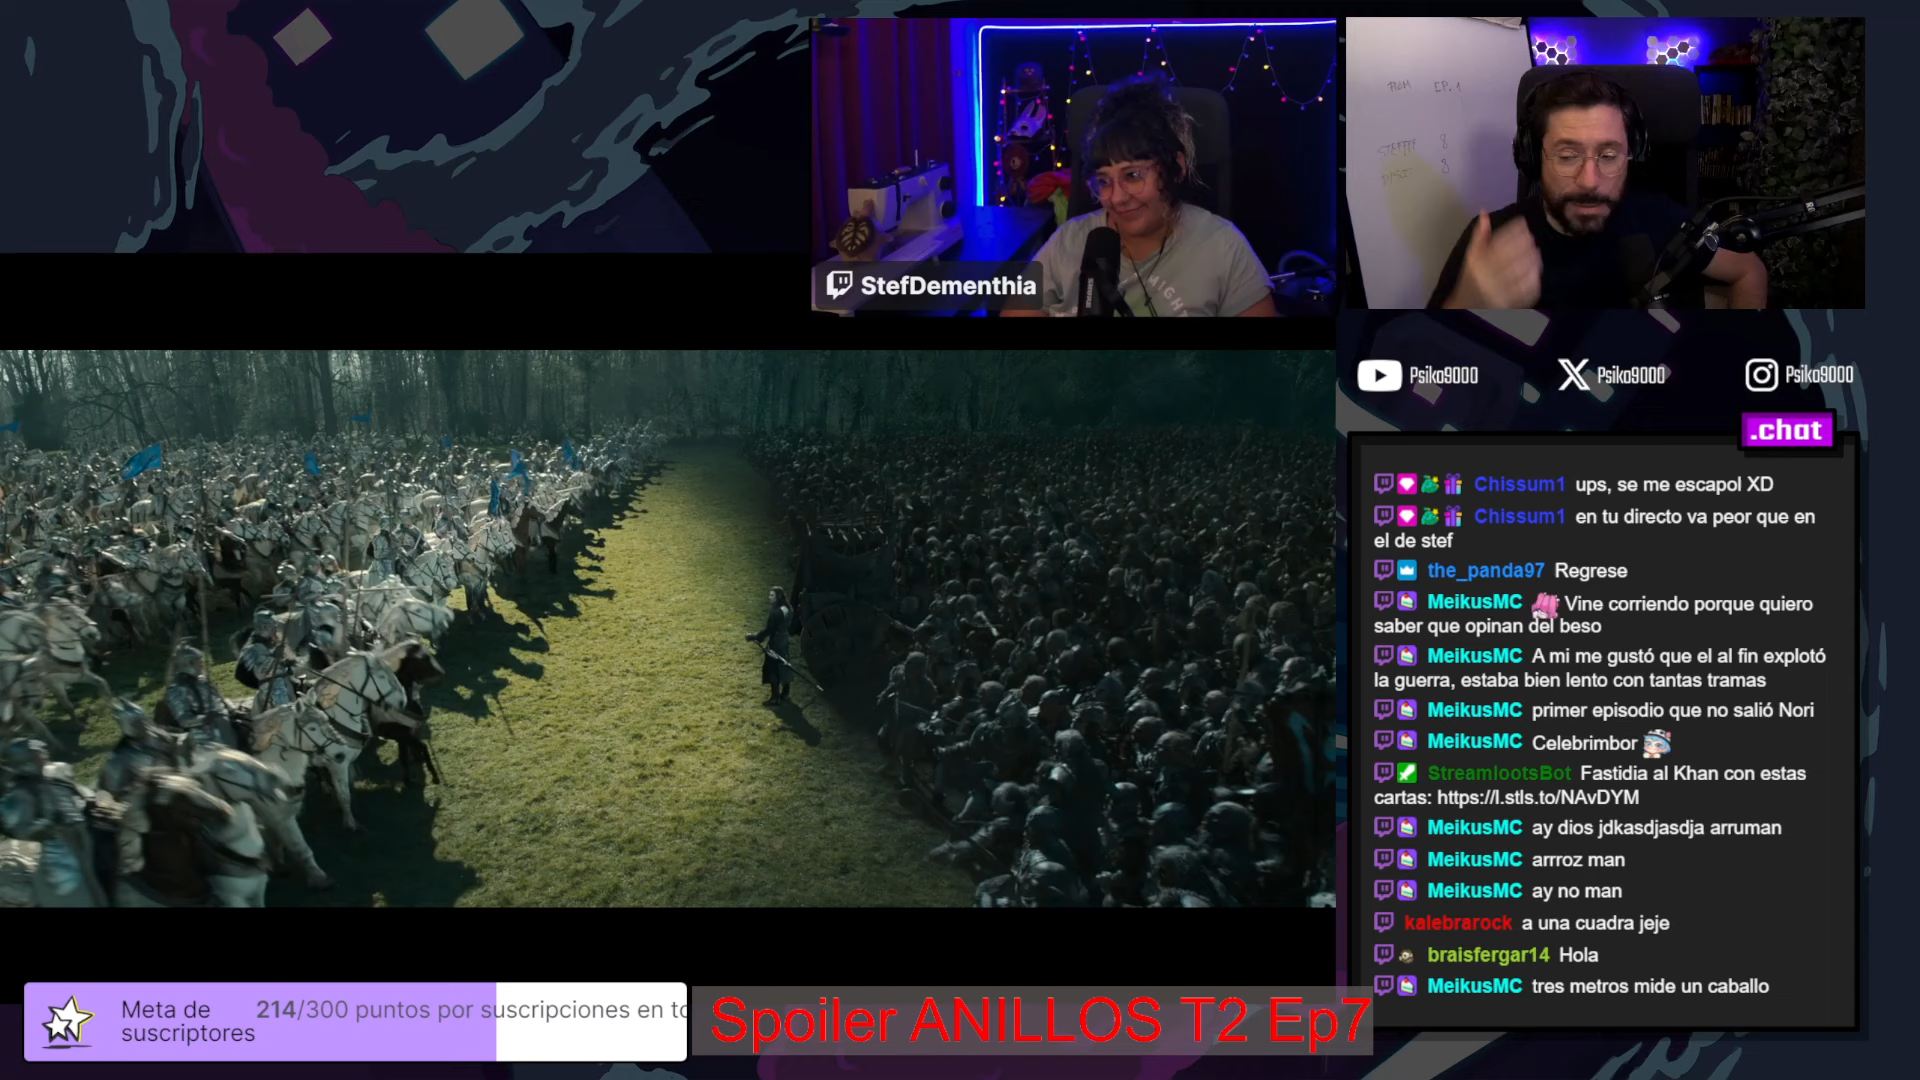 StefDementhia
EP. 1
8
8
HIGH
Psiko9000
Psiko9000
Psiko9000
.chat
Chissum1 ups, se me escapol XD
Chissum1 en tu directo va peor que en
el de stef
the_panda97 Regrese
MeikusMC Vine corriendo porque quiero
saber que opinan del beso
MeikusMC A mi me gustó que el al fin explotó
la guerra, estaba bien lento con tantas tramas
MeikusMC primer episodio que no salió Nori
MeikusMC Celebrimbor
StreamlootsBot Fastidia al Khan con estas
cartas: https://l.stls.to/NAvDYM
MeikusMC ay dios jdkasdjasdja arruman
MeikusMC arrroz man
MeikusMC ay no man
kalebrarock a una cuadra jeje
braisfergar14 Hola
MeikusMC tres metros mide un caballo
Meta de
suscriptores
214/300 puntos por suscripciones en to
Spoiler ANILLOS T2 Ep7